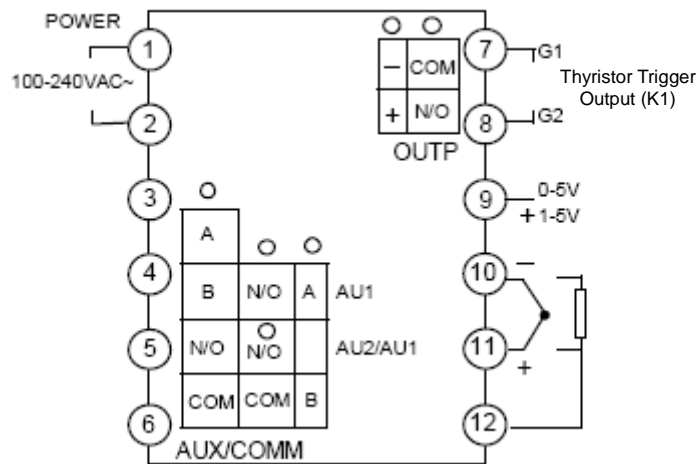 POWER
100-240VAC~
1
2
3
4
5
6
7
8
9
10
11
12
− COM
+ N/O
OUTP
G1
G2
Thyristor Trigger
Output (K1)
0-5V
+ 1-5V
−
+
A
B N/O A AU1
N/O N/O AU2/AU1
COM COM B
AUX/COMM